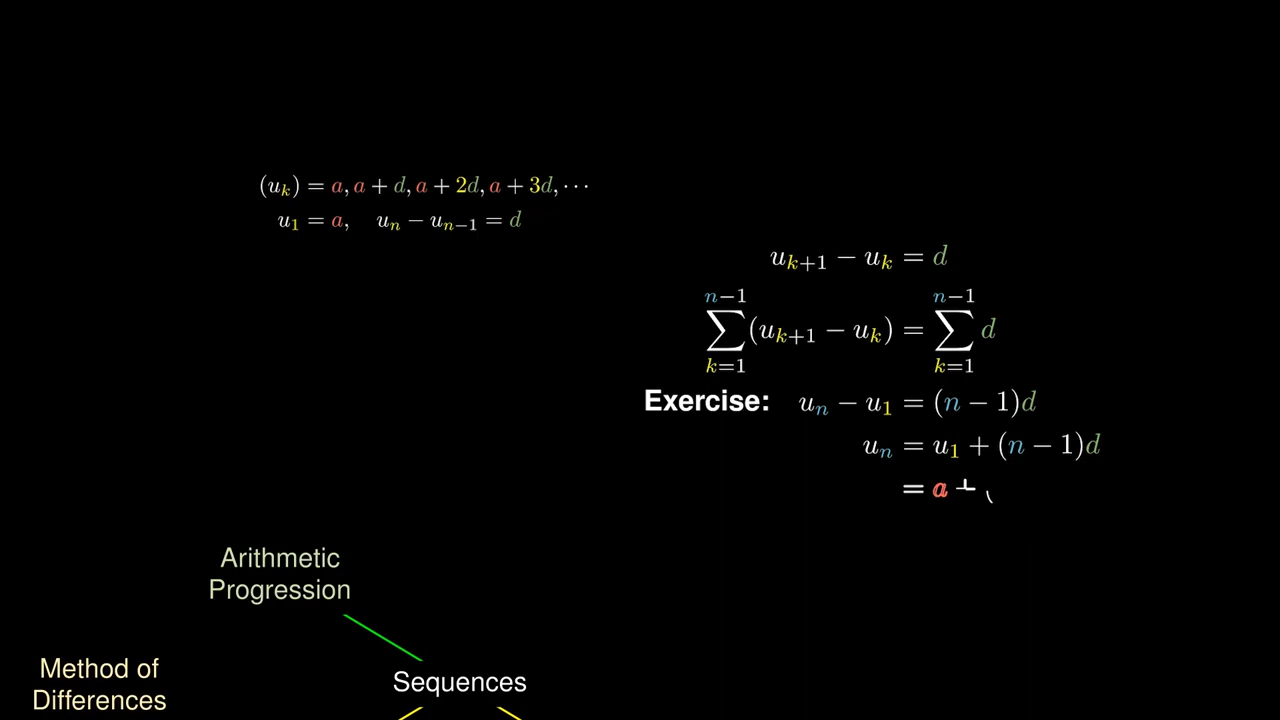 (u_k) = a, a + d, a + 2d, a + 3d, ⋯
u_1 = a, u_n − u_{n−1} = d
u_{k+1} − u_k = d
∑_{k=1}^{n−1} (u_{k+1} − u_k) = ∑_{k=1}^{n−1} d
Exercise: u_n − u_1 = (n − 1)d
u_n = u_1 + (n − 1)d
= a +
Arithmetic
Progression
Method of
Differences
Sequences